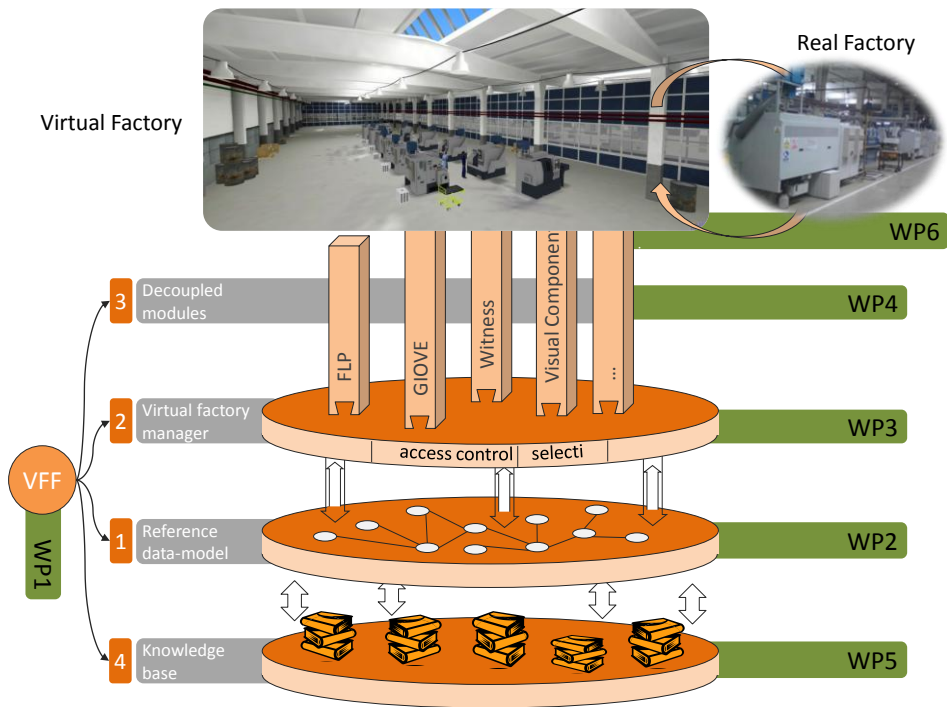 Real Factory
Virtual Factory
WP6
3
Decoupled
modules
WP4
FLP
GIOVE
Witness
Visual Component
...
2
Virtual factory
manager
WP3
access control
selecti
VFF
WP1
1
Reference
data-model
WP2
4
Knowledge
base
WP5